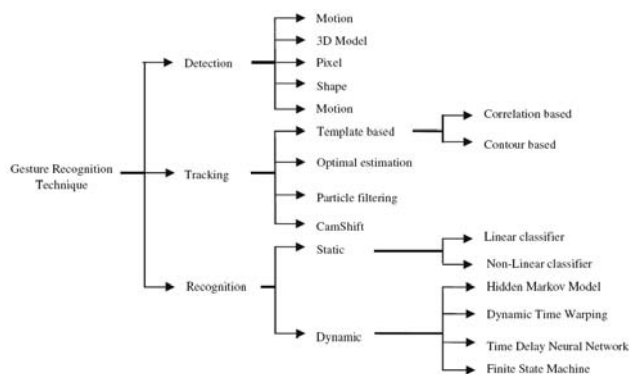 Motion
3D Model
Detection
Pixel
Shape
Motion
Correlation based
Template based
Contour based
Gesture Recognition
Technique
Tracking
Optimal estimation
Particle filtering
CamShift
Linear classifier
Static
Non-Linear classifier
Recognition
Hidden Markov Model
Dynamic Time Warping
Dynamic
Time Delay Neural Network
Finite State Machine